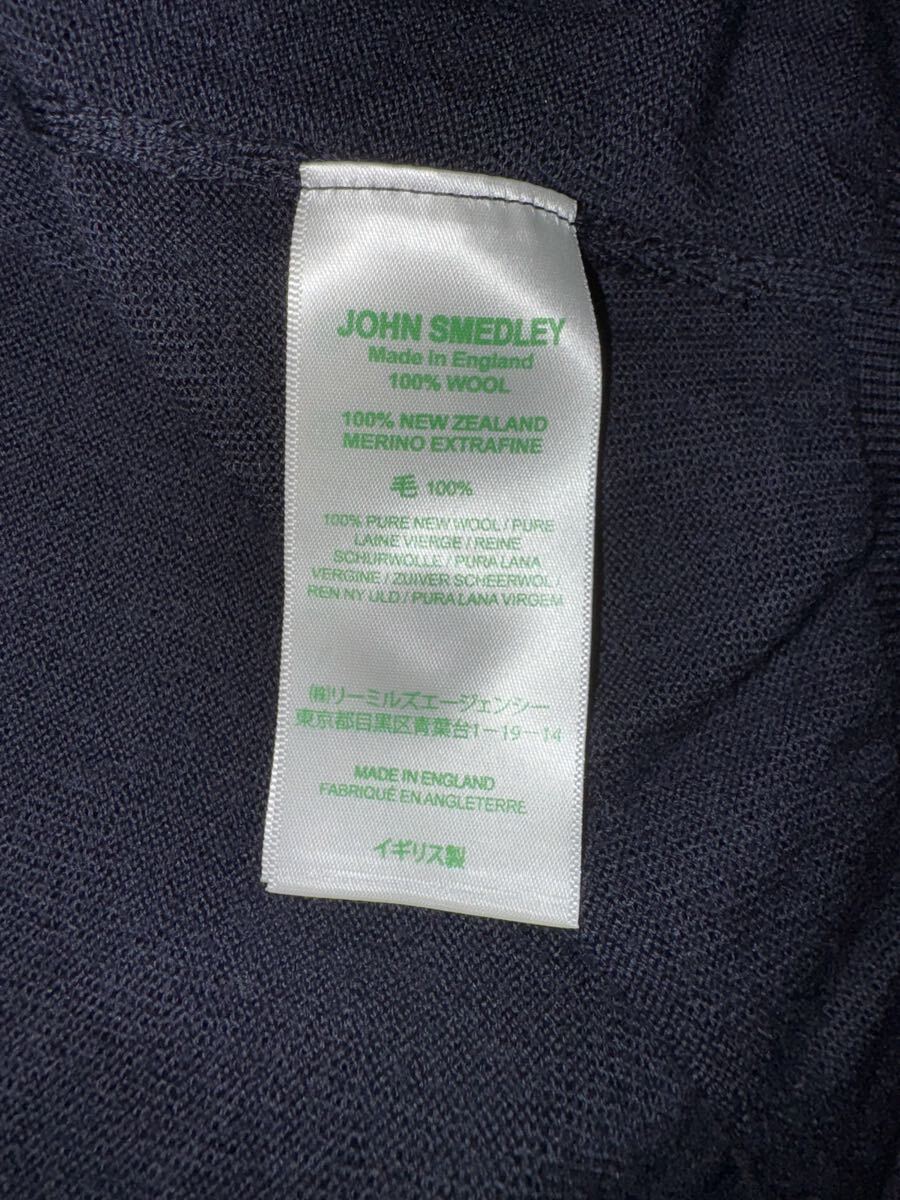 JOHN SMEDLEY
Made in England
100% WOOL
100% NEW ZEALAND
MERINO EXTRAFINE
毛 100%
100% PURE NEW WOOL / PURE
LAINE VIERGE / REINE
SCHURWOLLE / PURA LANA
VERGINE / ZUIVER SCHEERWOL /
REN NY ULD / PURA LANA VIRGEM
㈱リーミルズエージェンシー
東京都目黒区青葉台1-19-14
MADE IN ENGLAND
FABRIQUÉ EN ANGLETERRE
イギリス製